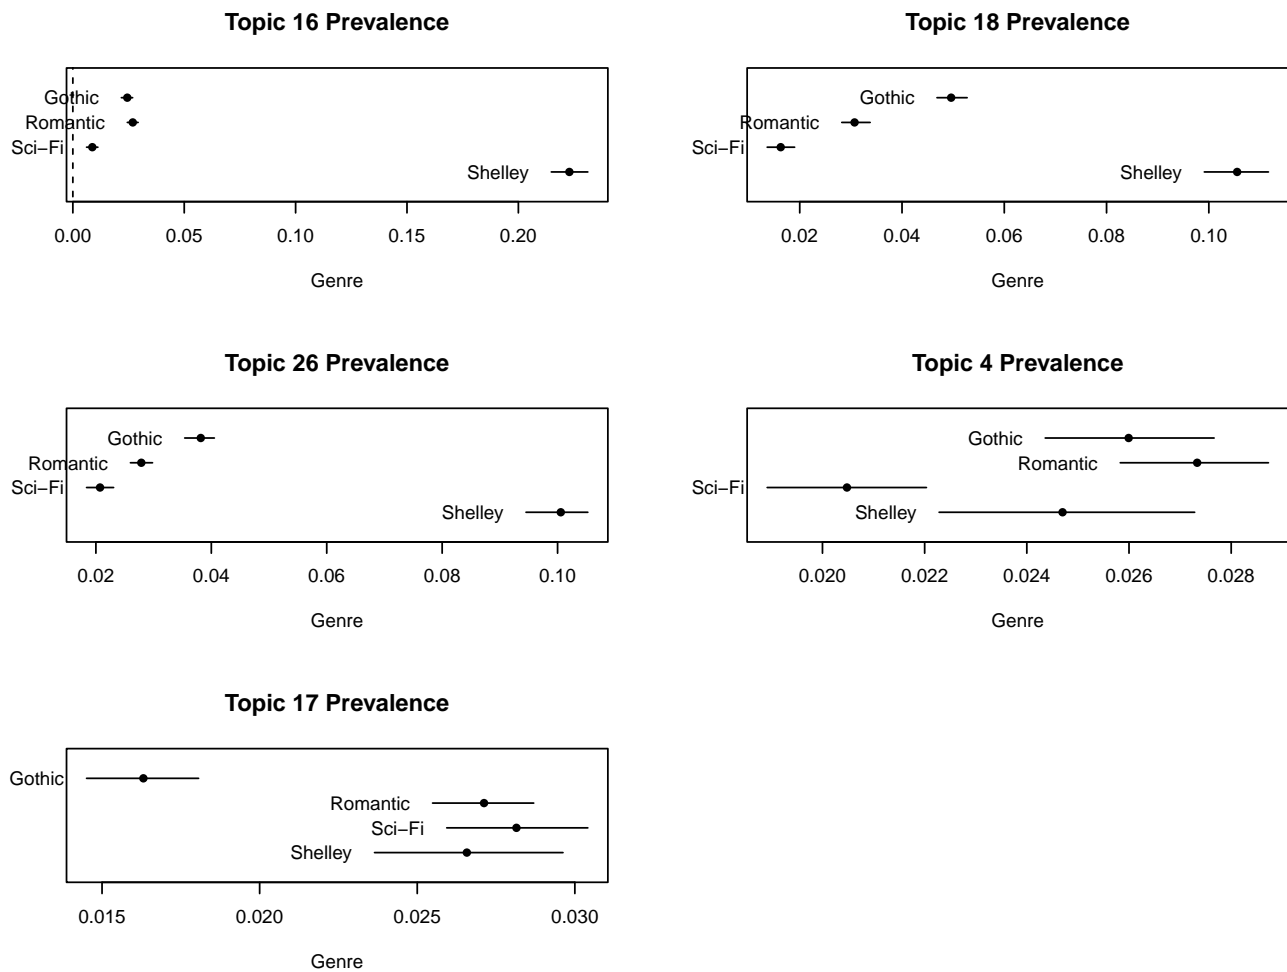 Topic 16 Prevalence
Gothic
Romantic
Sci−Fi
Shelley
0.00 0.05 0.10 0.15 0.20
Genre
Topic 18 Prevalence
Gothic
Romantic
Sci−Fi
Shelley
0.02 0.04 0.06 0.08 0.10
Genre
Topic 26 Prevalence
Gothic
Romantic
Sci−Fi
Shelley
0.02 0.04 0.06 0.08 0.10
Genre
Topic 4 Prevalence
Gothic
Romantic
Sci−Fi
Shelley
0.020 0.022 0.024 0.026 0.028
Genre
Topic 17 Prevalence
Gothic
Romantic
Sci−Fi
Shelley
0.015 0.020 0.025 0.030
Genre